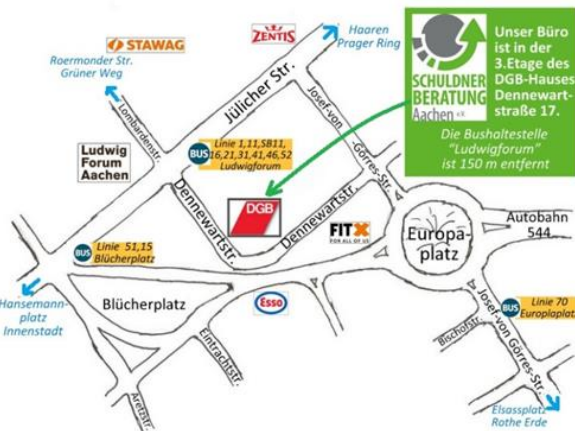 STAWAG
ZENTIS
Roermonder Str.
Grüner Weg
Haaren
Prager Ring
SCHULDNER
BERATUNG
Aachen e.V.
Unser Büro
ist in der
3.Etage des
DGB-Hauses
Dennewart-
straße 17.
Die Bushaltestelle
"Ludwigforum"
ist 150 m entfernt
Jülicher Str.
Lombardenstr.
Josef-von
-Görres-Str.
Ludwig
Forum
Aachen
BUS
Linie 1,11,SB11,
16,21,31,41,46,52
Ludwigforum
Dennewartstr.
DGB
Dennewartstr.
FITX
FOR ALL OF US
Europa-
platz
Autobahn
544
BUS
Linie 51,15
Blücherplatz
Hansemann-
platz
Innenstadt
Blücherplatz
Esso
Eintrachtstr.
Aretzstr.
Bischofstr.
Josef-von Görres-Str.
BUS
Linie 70
Europlaplatz
Elsassplatz
Rothe Erde